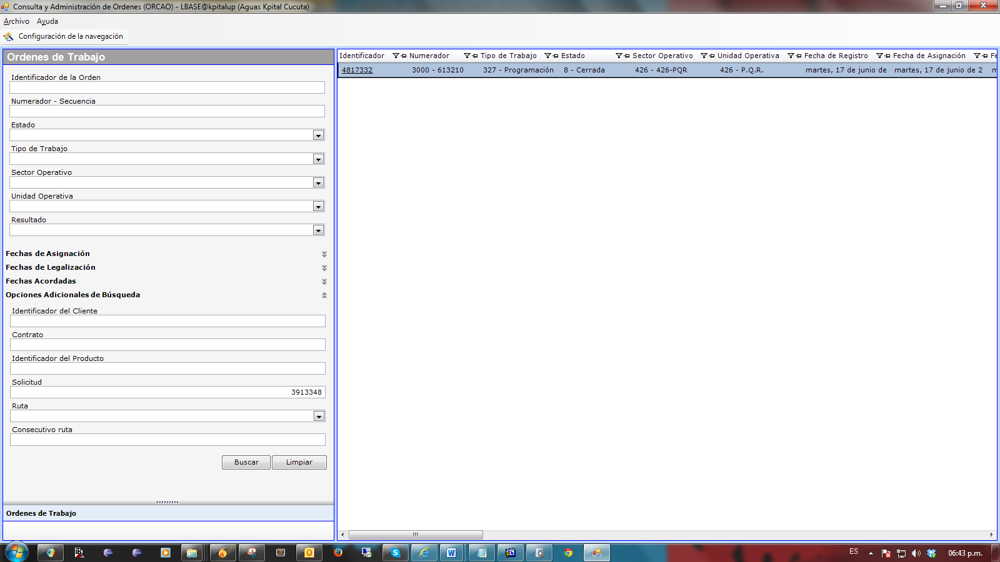 Consulta y Administración de Ordenes (ORCAO) - LBASE@kpitalup (Aguas Kpital Cucuta)
Archivo Ayuda
Configuración de la navegación
Ordenes de Trabajo
Identificador de la Orden
Numerador - Secuencia
Estado
Tipo de Trabajo
Sector Operativo
Unidad Operativa
Resultado
Fechas de Asignación
Fechas de Legalización
Fechas Acordadas
Opciones Adicionales de Búsqueda
Identificador del Cliente
Contrato
Identificador del Producto
Solicitud
3913348
Ruta
Consecutivo ruta
Buscar Limpiar
Ordenes de Trabajo
Identificador Numerador Tipo de Trabajo Estado Sector Operativo Unidad Operativa Fecha de Registro Fecha de Asignación Fe
4817332 3000 - 613210 327 - Programación 8 - Cerrada 426 - 426-PQR 426 - P.Q.R. martes, 17 de junio de martes, 17 de junio de 2 m
ES 06:43 p.m.